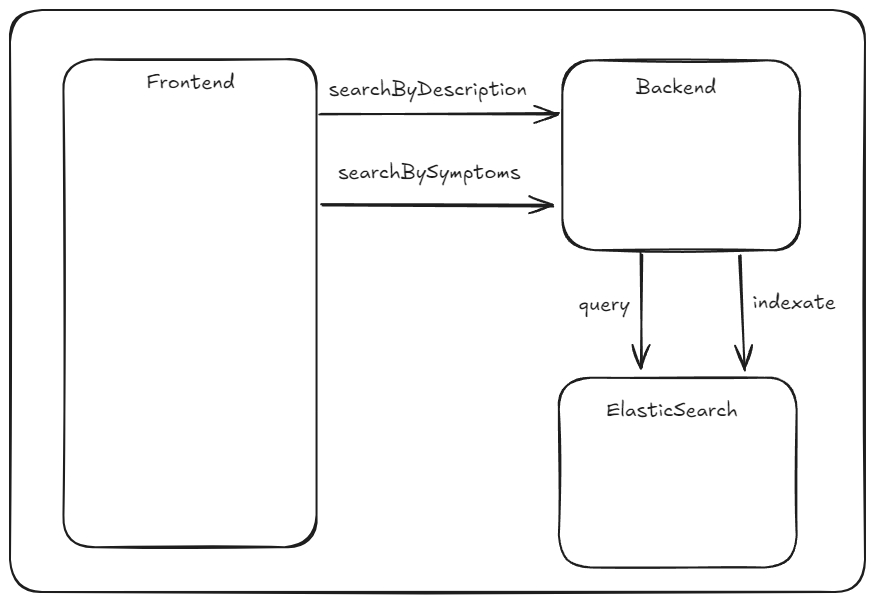 Frontend
searchByDescription
Backend
searchBySymptoms
query
indexate
ElasticSearch